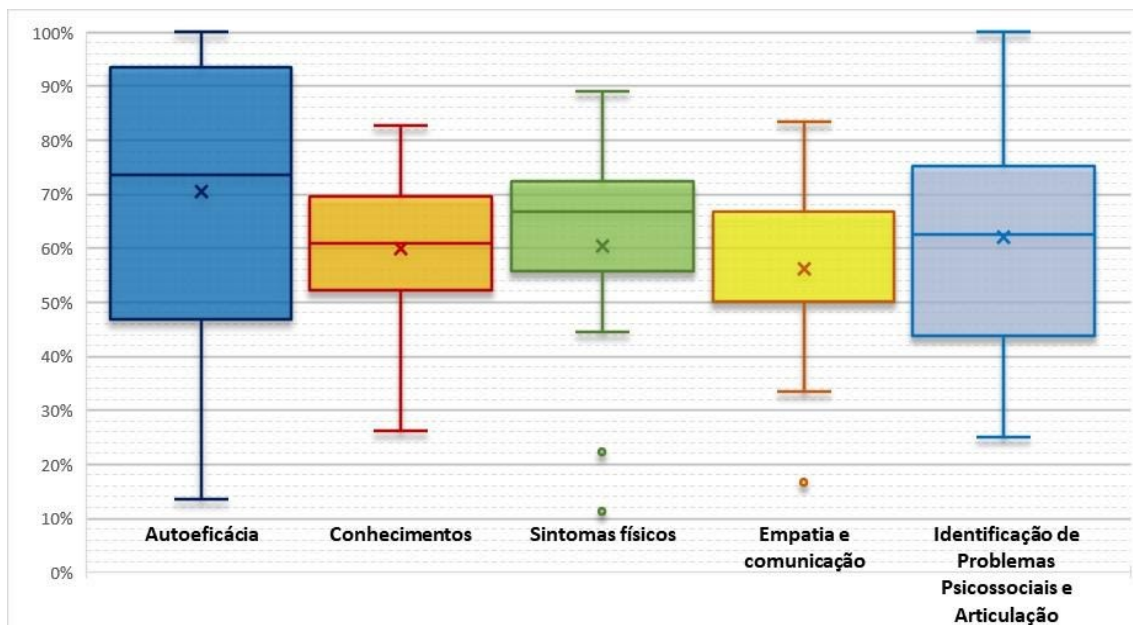 100%
90%
80%
70%
60%
50%
40%
30%
20%
10%
0%
Autoeficácia
Conhecimentos
Sintomas físicos
Empatia e
comunicação
Identificação de
Problemas
Psicossociais e
Articulação